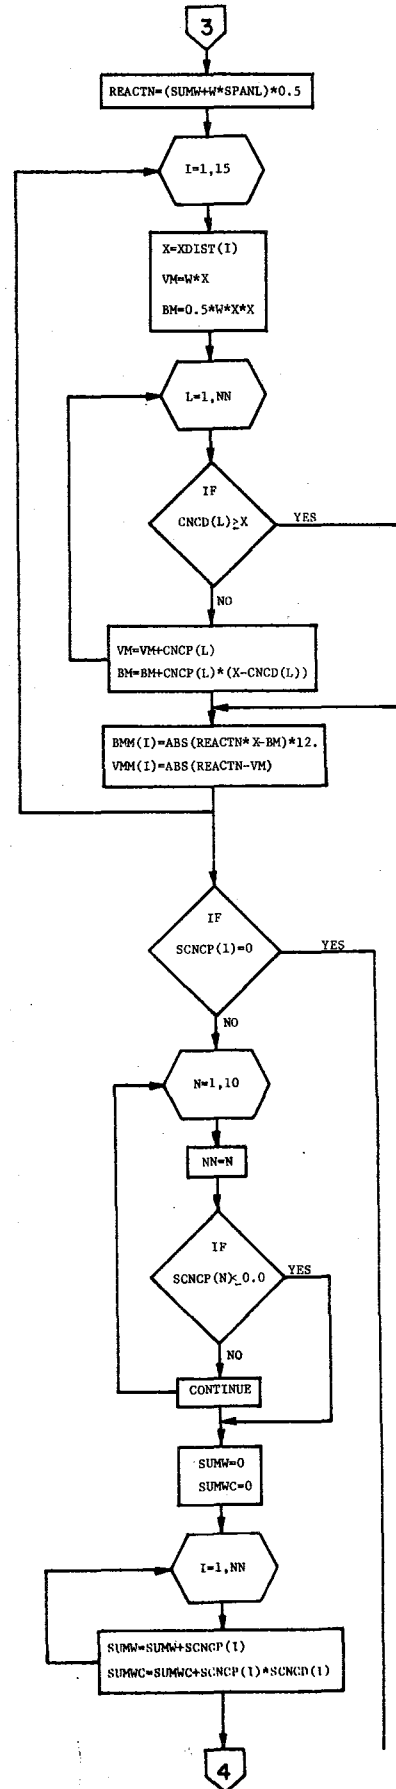 3
REACTN=(SUMW+W*SPANL)*0.5
I=1,15
X=XDIST(I)
VM=W*X
BM=0.5*W*X*X
L=1,NN
IF
CNCD(L)≥X
YES
NO
VM=VM+CNCP(L)
BM=BM+CNCP(L)*(X-CNCD(L))
BMM(I)=ABS(REACTN*X-BM)*12.
VMM(I)=ABS(REACTN-VM)
IF
SCNCP(1)=0
YES
NO
N=1,10
NN=N
IF
SCNCP(N)≤0.0
YES
NO
CONTINUE
SUMW=0
SUMWC=0
I=1,NN
SUMW=SUMW+SCNCP(I)
SUMWC=SUMWC+SCNCP(I)*SCNCD(I)
4